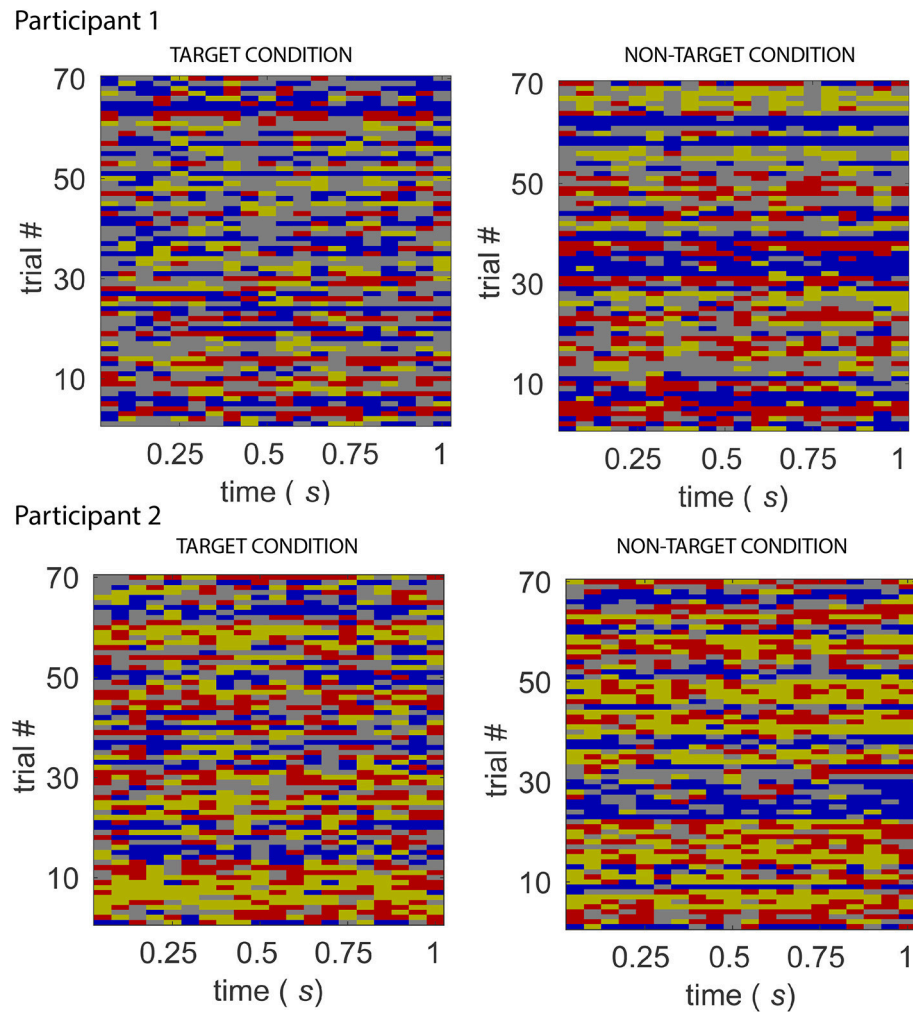 Participant 1
TARGET CONDITION
NON-TARGET CONDITION
70
50
30
10
trial #
0.25 0.5 0.75 1
time ( s)
70
50
30
10
trial #
0.25 0.5 0.75 1
time ( s)
Participant 2
TARGET CONDITION
NON-TARGET CONDITION
70
50
30
10
trial #
0.25 0.5 0.75 1
time ( s)
70
50
30
10
trial #
0.25 0.5 0.75 1
time ( s)